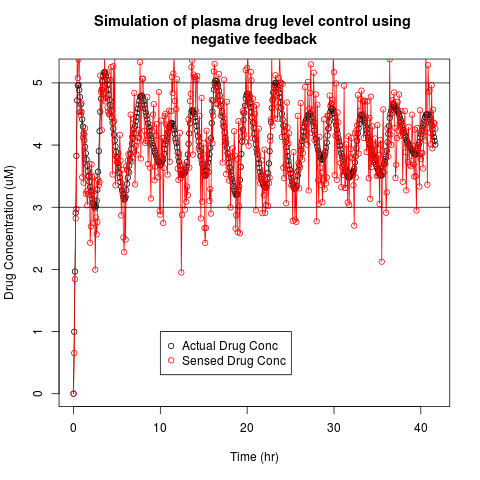 Simulation of plasma drug level control using
negative feedback
Drug Concentration (uM)
5
4
3
2
1
0
Actual Drug Conc
Sensed Drug Conc
0 10 20 30 40
Time (hr)